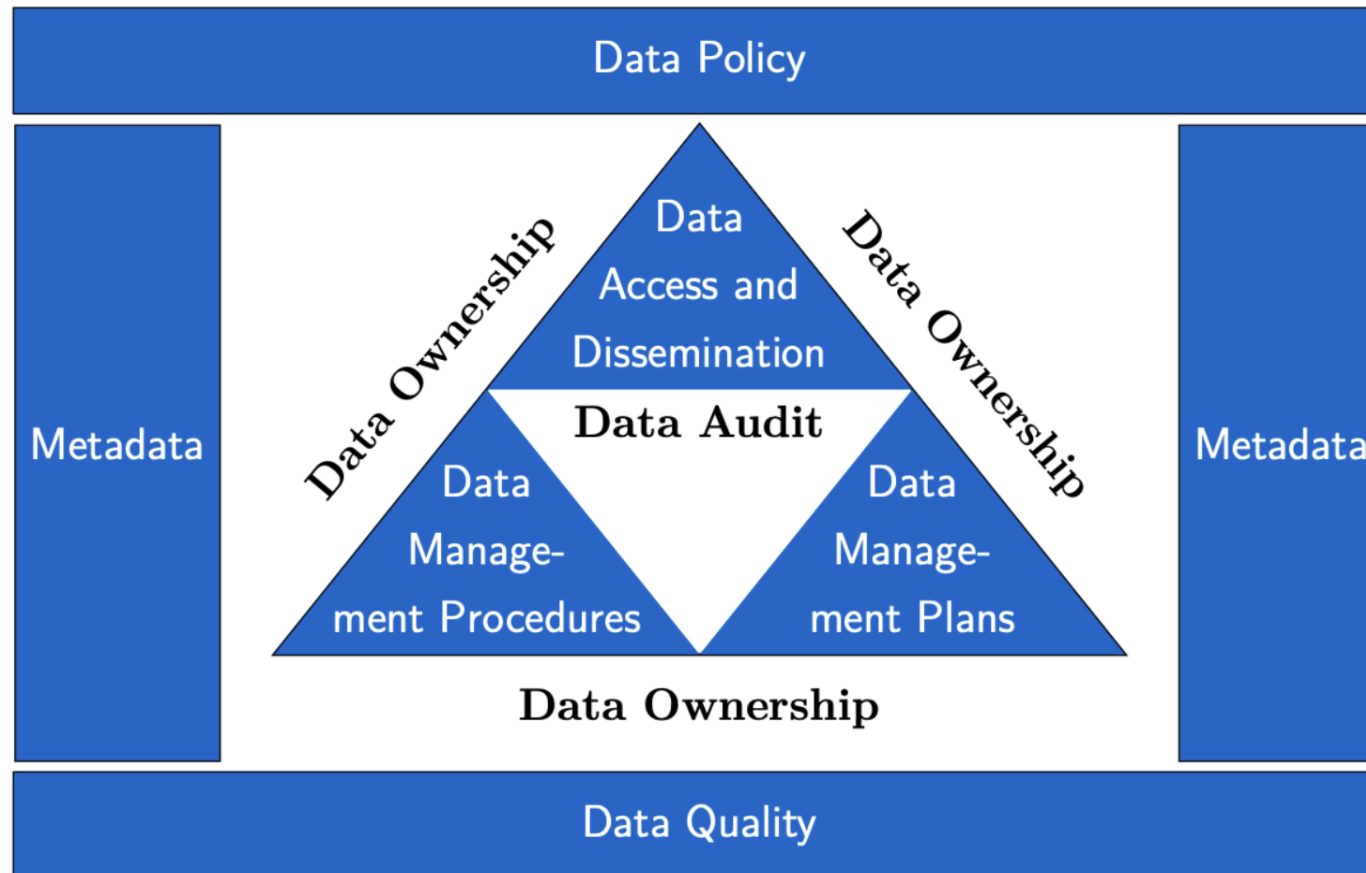 Data Policy
Data Ownership
Data Ownership
Data
Access and
Dissemination
Metadata
Data Audit
Metadata
Data
Manage-
ment Procedures
Data
Manage-
ment Plans
Data Ownership
Data Quality